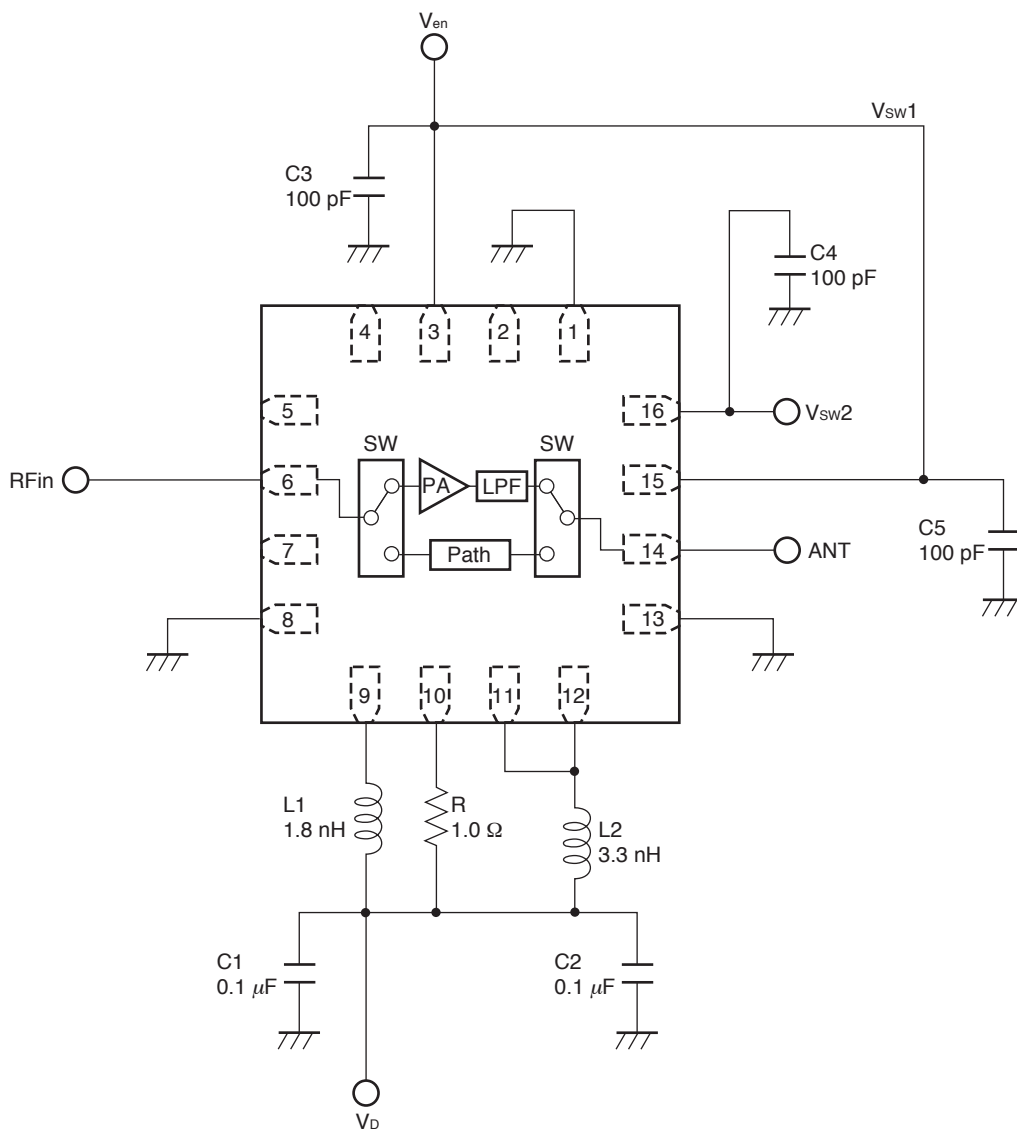 Ven
VSW1
C3
100 pF
C4
100 pF
4
3
2
1
5
16
VSW2
SW
SW
RFin
6
PA
LPF
15
C5
100 pF
7
Path
14
ANT
8
13
9
10
11
12
L1
1.8 nH
R
1.0 Ω
L2
3.3 nH
C1
0.1 μF
C2
0.1 μF
VD